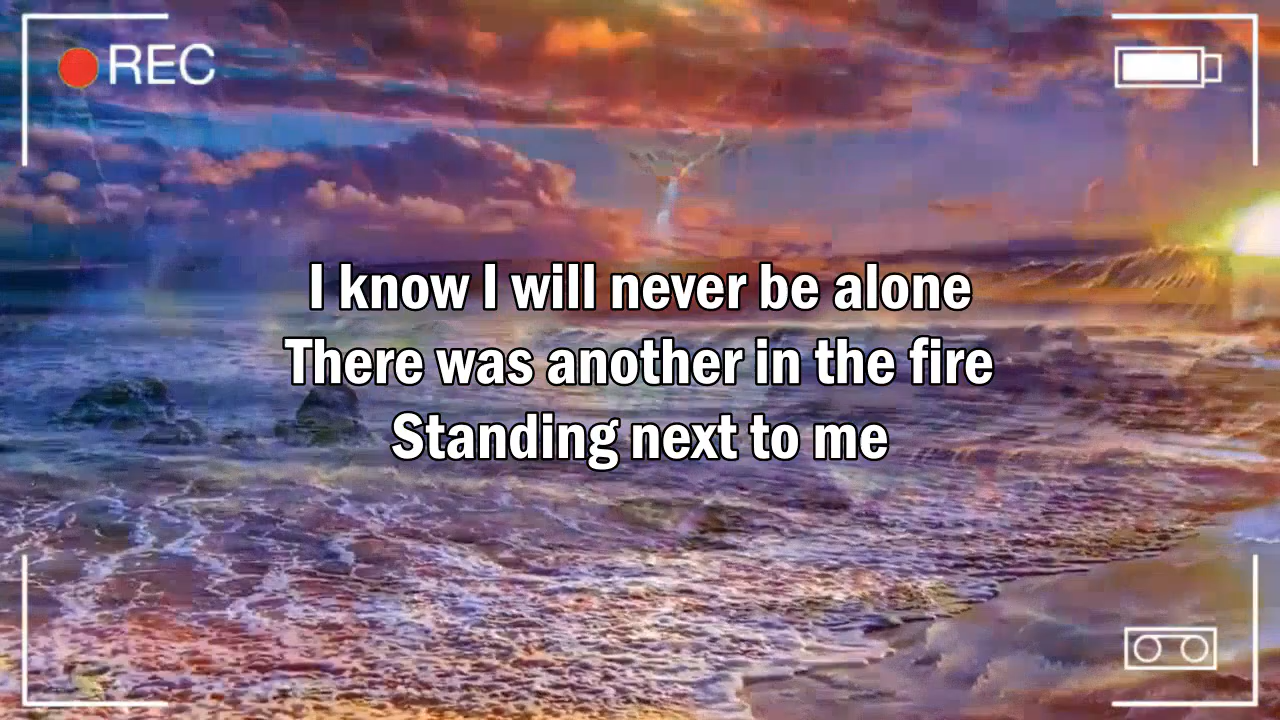 REC
I know I will never be alone
There was another in the fire
Standing next to me